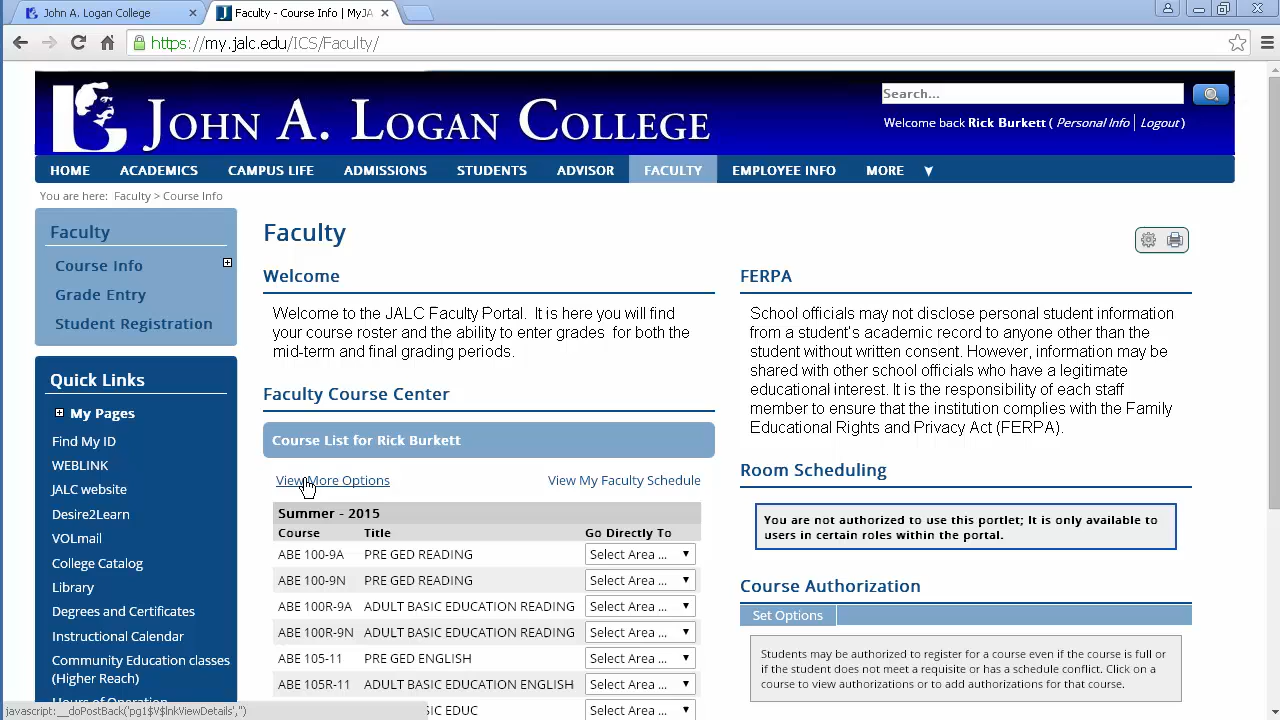 John A. Logan College
Faculty - Course Info | MyJA
https://my.jalc.edu/ICS/Faculty/
JOHN A. LOGAN COLLEGE
Search...
Welcome back Rick Burkett ( Personal Info | Logout )
HOME ACADEMICS CAMPUS LIFE ADMISSIONS STUDENTS ADVISOR FACULTY EMPLOYEE INFO MORE ▼
You are here: Faculty > Course Info
Faculty
Course Info
Grade Entry
Student Registration
Quick Links
My Pages
Find My ID
WEBLINK
JALC website
Desire2Learn
VOLmail
College Catalog
Library
Degrees and Certificates
Instructional Calendar
Community Education classes
(Higher Reach)
Hours of Operation
Faculty
Welcome
Welcome to the JALC Faculty Portal. It is here you will find
your course roster and the ability to enter grades for both the
mid-term and final grading periods.
Faculty Course Center
Course List for Rick Burkett
View More Options View My Faculty Schedule
Summer - 2015
Course Title Go Directly To
ABE 100-9A PRE GED READING Select Area ...
ABE 100-9N PRE GED READING Select Area ...
ABE 100R-9A ADULT BASIC EDUCATION READING Select Area ...
ABE 100R-9N ADULT BASIC EDUCATION READING Select Area ...
ABE 105-11 PRE GED ENGLISH Select Area ...
ABE 105R-11 ADULT BASIC EDUCATION ENGLISH Select Area ...
SIC EDUC Select Area ...
FERPA
School officials may not disclose personal student information
from a student's academic record to anyone other than the
student without written consent. However, information may be
shared with other school officials who have a legitimate
educational interest. It is the responsibility of each staff
member to ensure that the institution complies with the Family
Educational Rights and Privacy Act (FERPA).
Room Scheduling
You are not authorized to use this portlet; It is only available to
users in certain roles within the portal.
Course Authorization
Set Options
Students may be authorized to register for a course even if the course is full or
if the student does not meet a requisite or has a schedule conflict. Click on a
course to view authorizations or to add authorizations for that course.
javascript:__doPostBack('pg1$V$lnkViewDetails','')